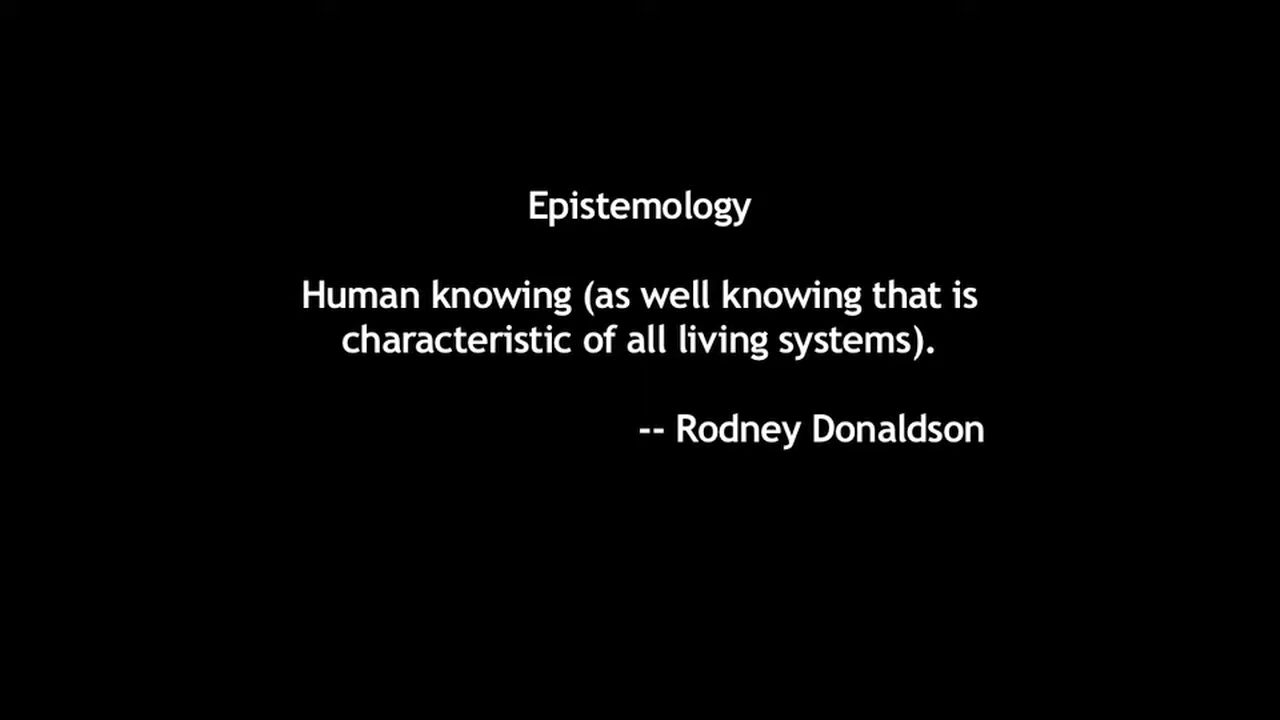 Epistemology
Human knowing (as well knowing that is
characteristic of all living systems).
-- Rodney Donaldson